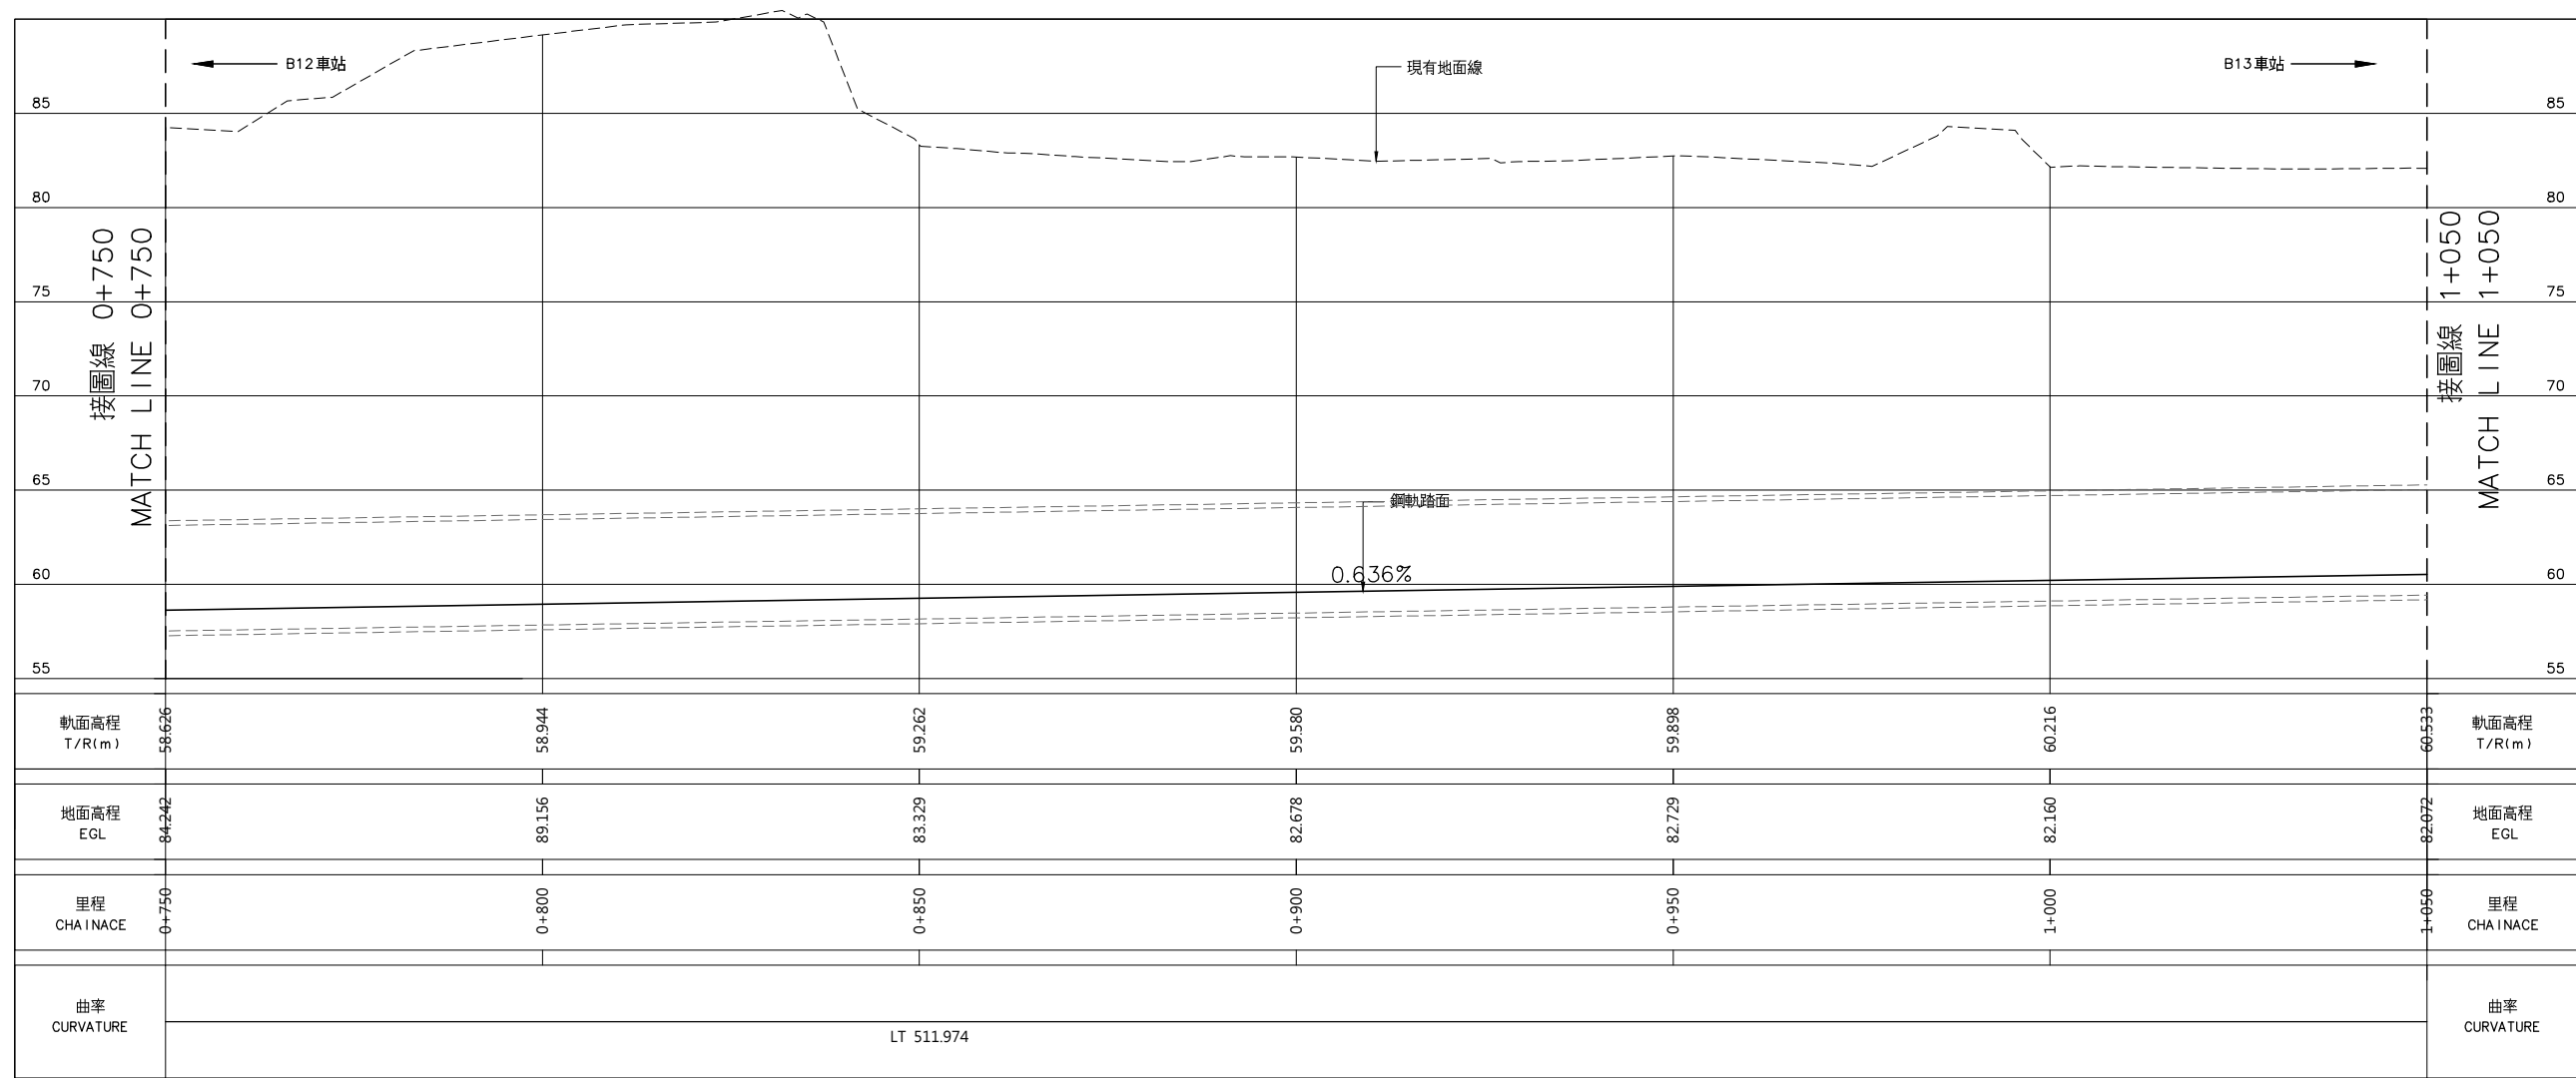 B12車站
現有地面線
B13車站
85
85
80
80
75
75
70
70
65
65
60
60
55
55
接圖線 0+750
MATCH LINE 0+750
接圖線 1+050
MATCH LINE 1+050
鋼軌踏面
0.636%
軌面高程
T/R(m)
58.626
58.944
59.262
59.580
59.898
60.216
60.533
軌面高程
T/R(m)
地面高程
EGL
84.242
89.156
83.329
82.678
82.729
82.160
82.072
地面高程
EGL
里程
CHAINACE
0+750
0+800
0+850
0+900
0+950
1+000
1+050
里程
CHAINACE
曲率
CURVATURE
LT 511.974
曲率
CURVATURE